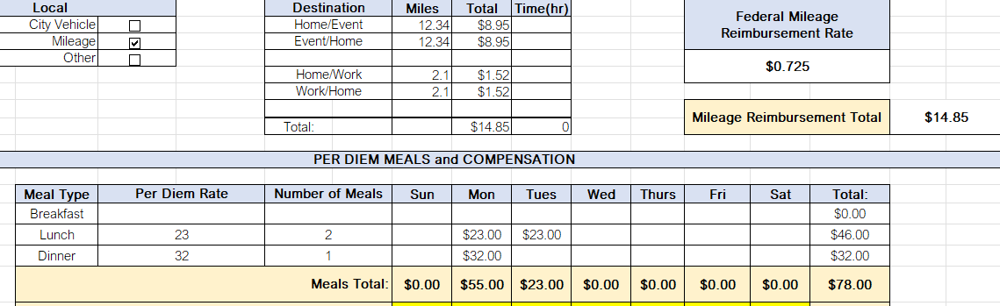 Local
City Vehicle
Mileage
Other
Destination Miles Total Time(hr)
Home/Event 12.34 $8.95
Event/Home 12.34 $8.95
Home/Work 2.1 $1.52
Work/Home 2.1 $1.52
Total: $14.85 0
Federal Mileage
Reimbursement Rate
$0.725
Mileage Reimbursement Total $14.85
PER DIEM MEALS and COMPENSATION
Meal Type Per Diem Rate Number of Meals Sun Mon Tues Wed Thurs Fri Sat Total:
Breakfast $0.00
Lunch 23 2 $23.00 $23.00 $46.00
Dinner 32 1 $32.00 $32.00
Meals Total: $0.00 $55.00 $23.00 $0.00 $0.00 $0.00 $0.00 $78.00